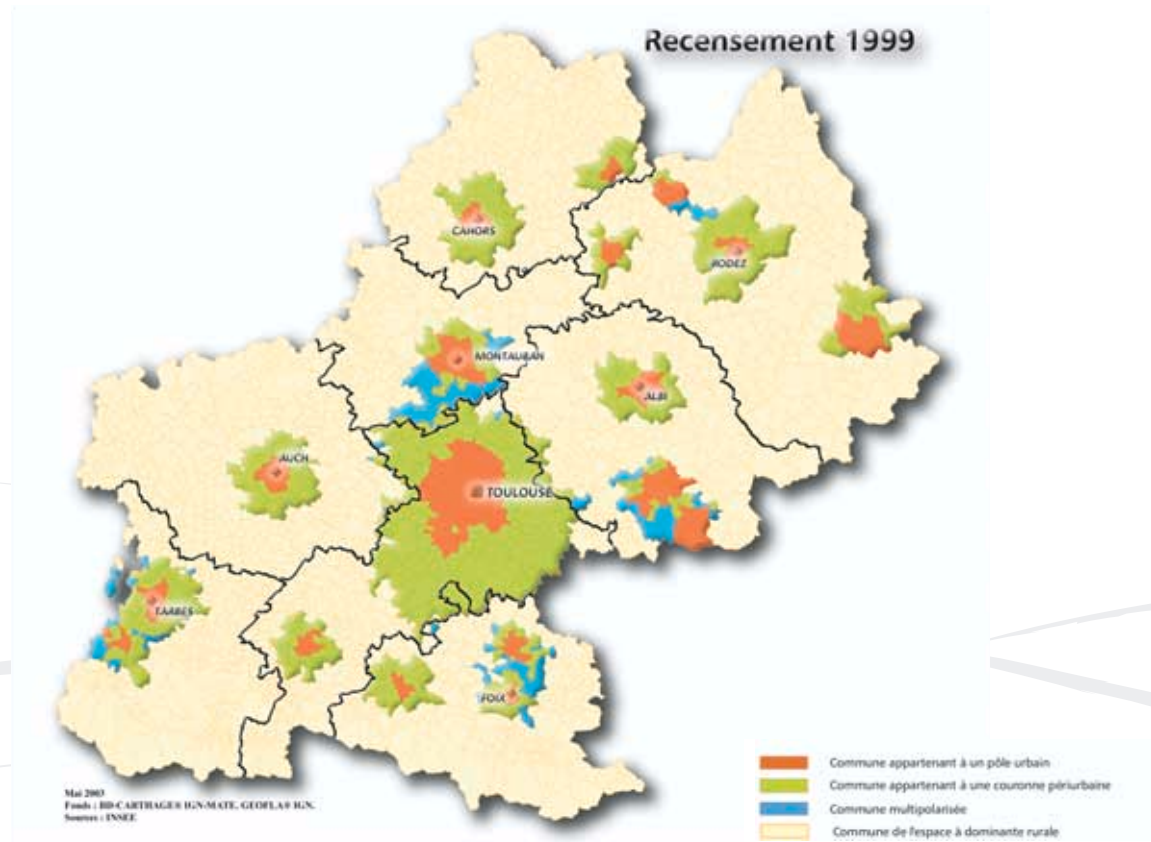 Recensement 1999
CAHORS
RODEZ
MONTAUBAN
ALBI
AUCH
TOULOUSE
TARBES
FOIX
Mai 2003
Fonds : BD-CARTHAGE® IGN-MATE, GEOFLA® IGN.
Sources : INSEE
Commune appartenant à un pôle urbain
Commune appartenant à une couronne périurbaine
Commune multipolarisée
Commune de l'espace à dominante rurale